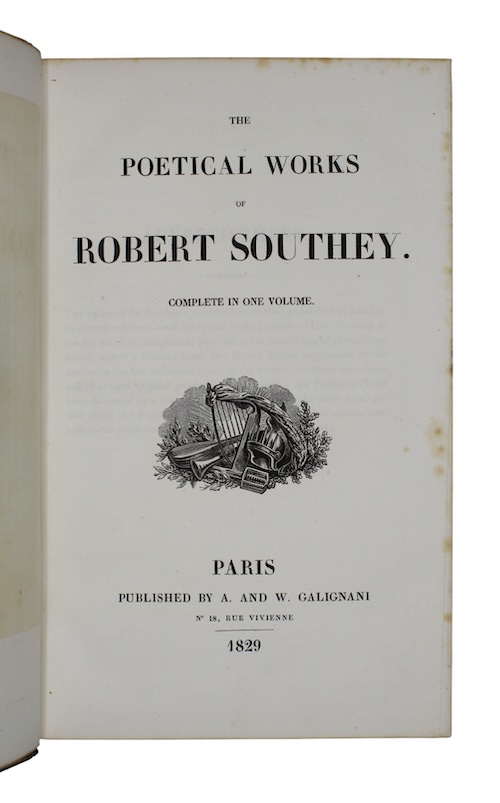 THE
POETICAL WORKS
OF
ROBERT SOUTHEY.
COMPLETE IN ONE VOLUME.
PARIS
PUBLISHED BY A. AND W. GALIGNANI
Nº 18, RUE VIVIENNE
1829